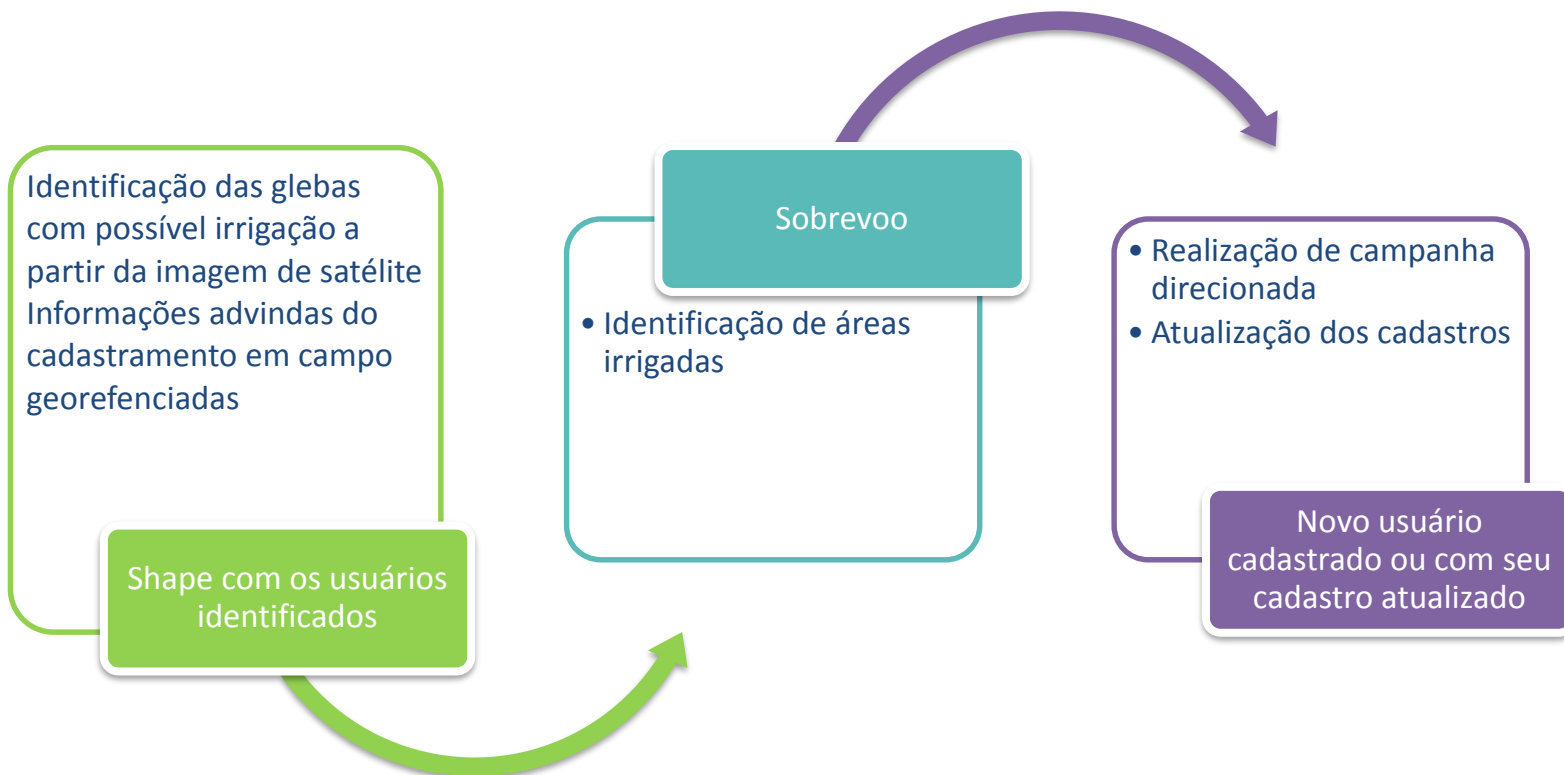 Identificação das glebas
com possível irrigação a
partir da imagem de satélite
Informações advindas do
cadastramento em campo
georefenciadas
Shape com os usuários
identificados
Sobrevoo
• Identificação de áreas
irrigadas
• Realização de campanha
direcionada
• Atualização dos cadastros
Novo usuário
cadastrado ou com seu
cadastro atualizado